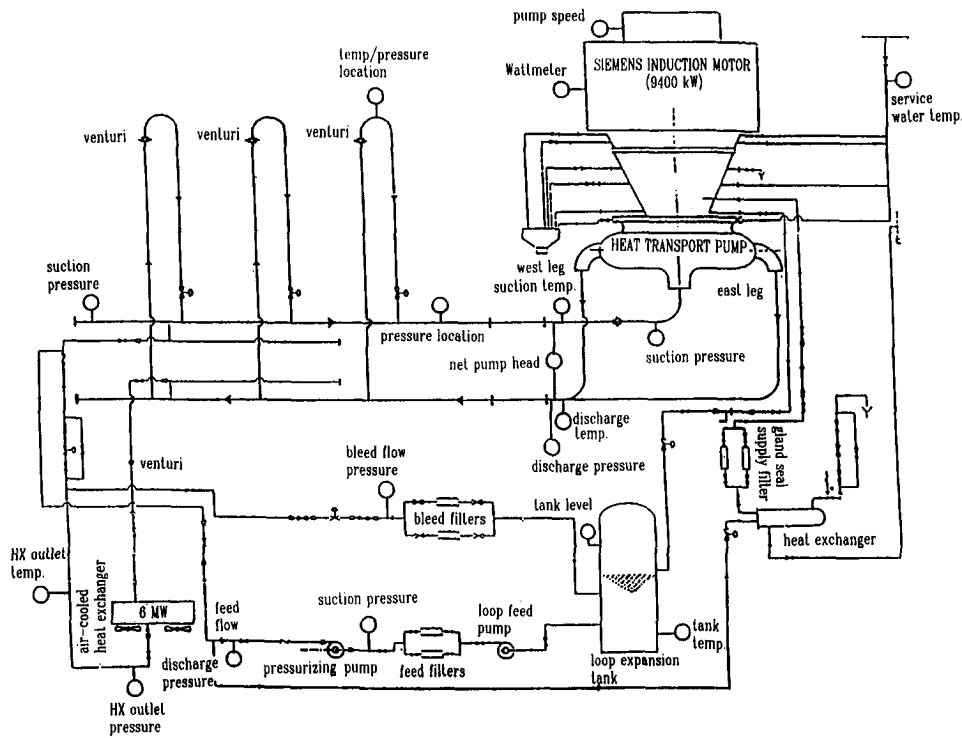 pump speed
temp/pressure
location
SIEMENS INDUCTION MOTOR
(9400 kW)
Wattmeter
service
water temp.
venturi
venturi
venturi
HEAT TRANSPORT PUMP
suction
pressure
west leg
suction temp.
east leg
pressure location
suction pressure
net pump head
discharge
temp.
discharge pressure
gland seal
supply filter
venturi
bleed flow
pressure
bleed filters
tank level
heat exchanger
HX outlet
temp.
air-cooled
heat exchanger
6 MW
feed
flow
suction pressure
loop feed
pump
tank
temp.
discharge
pressure
pressurizing pump
feed filters
loop expansion
tank
HX outlet
pressure